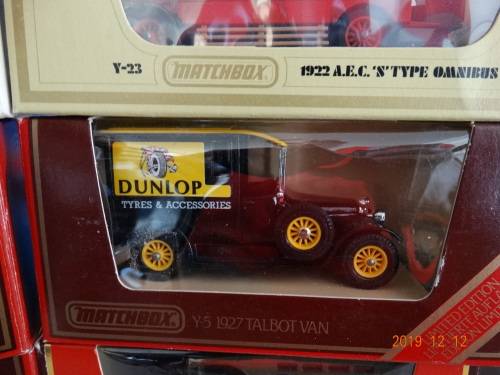 Y-23 MATCHBOX 1922 A.E.C. 'S' TYPE OMNIBUS
DUNLOP
TYRES & ACCESSORIES
MATCHBOX Y-5 1927 TALBOT VAN
LIMITED EDITION
2019 12 12